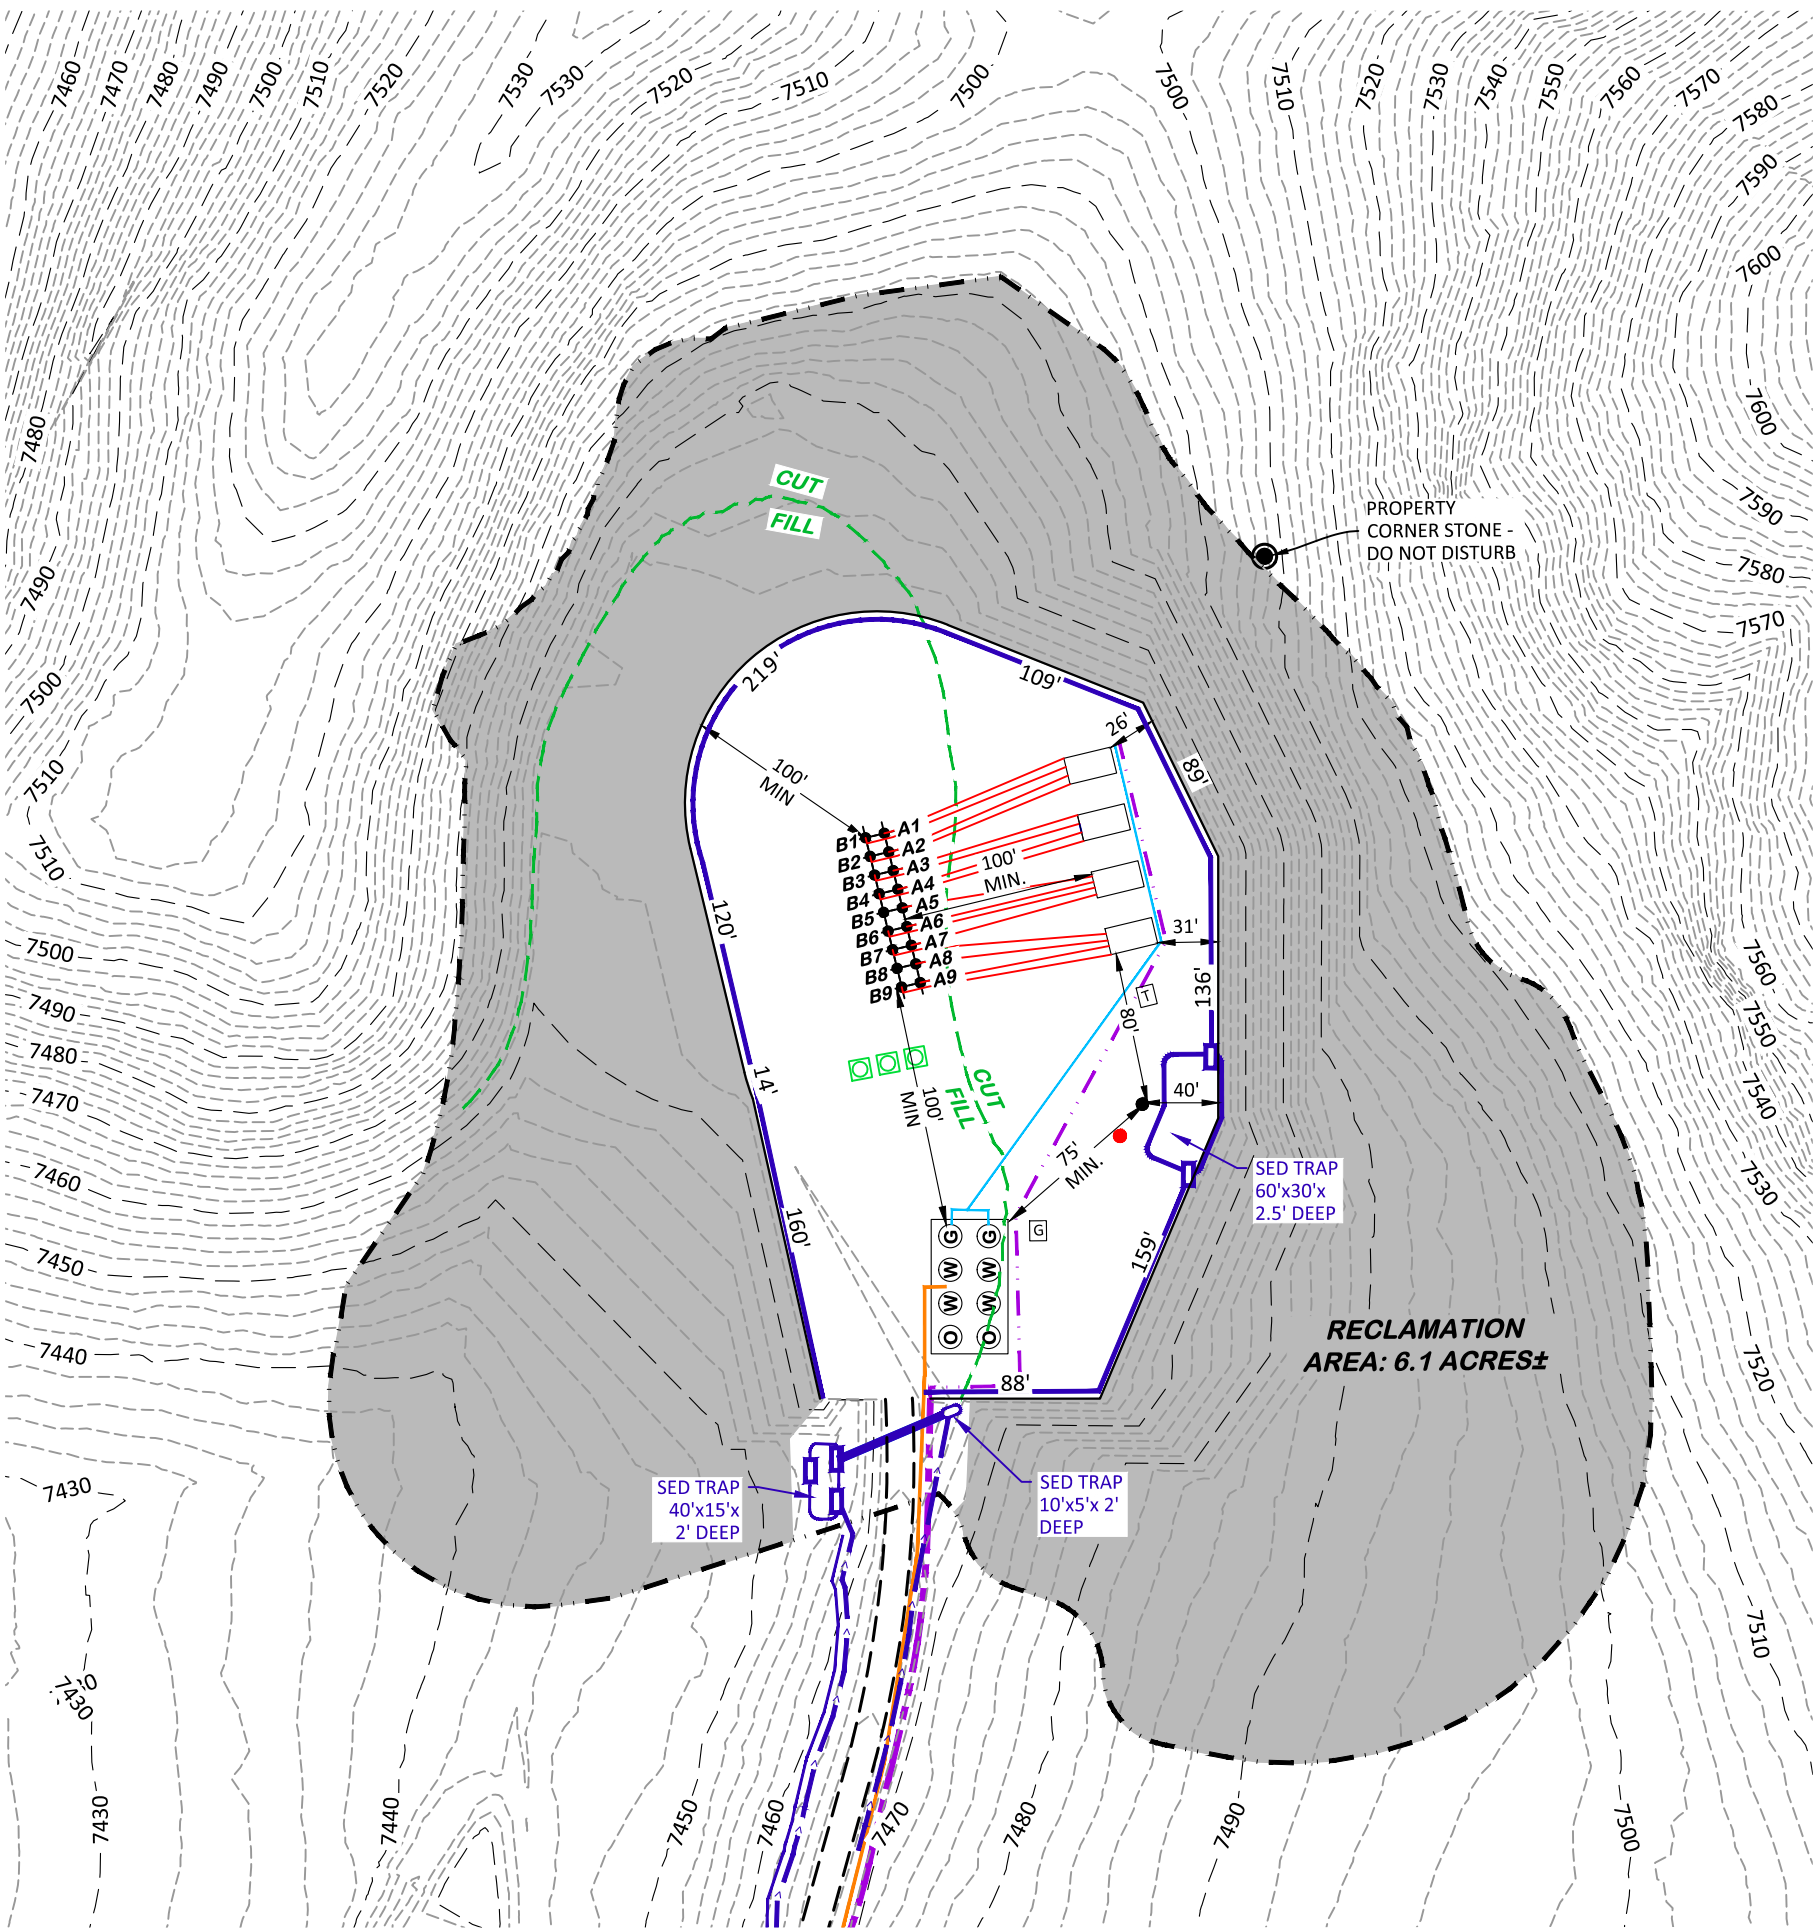 7460
7470
7480
7490
7500
7510
7520
7530
7530
7520
7510
7500
7500
7510
7520
7530
7540
7550
7560
7570
7580
7590
7600
7600
7590
7580
7570
7480
7490
7500
7510
7510
7500
7490
7480
7470
7460
7450
7440
7430
7430
7430
7440
7450
7460
7470
7480
7490
7500
7510
7520
7530
7540
7550
7560
PROPERTY
CORNER STONE -
DO NOT DISTURB
CUT
FILL
219'
109'
26'
89'
100'
MIN
B1
A1
B2
A2
B3
A3
B4
A4
B5
A5
B6
A6
B7
A7
B8
A8
B9
A9
100'
MIN.
120'
31'
136'
T
80'
14'
100'
MIN
CUT
FILL
40'
75'
MIN.
SED TRAP
60'x30'x
2.5' DEEP
160'
G
159'
G G
W W
W W
O O
88'
RECLAMATION
AREA: 6.1 ACRES±
SED TRAP
40'x15'x
2' DEEP
SED TRAP
10'x5'x 2'
DEEP